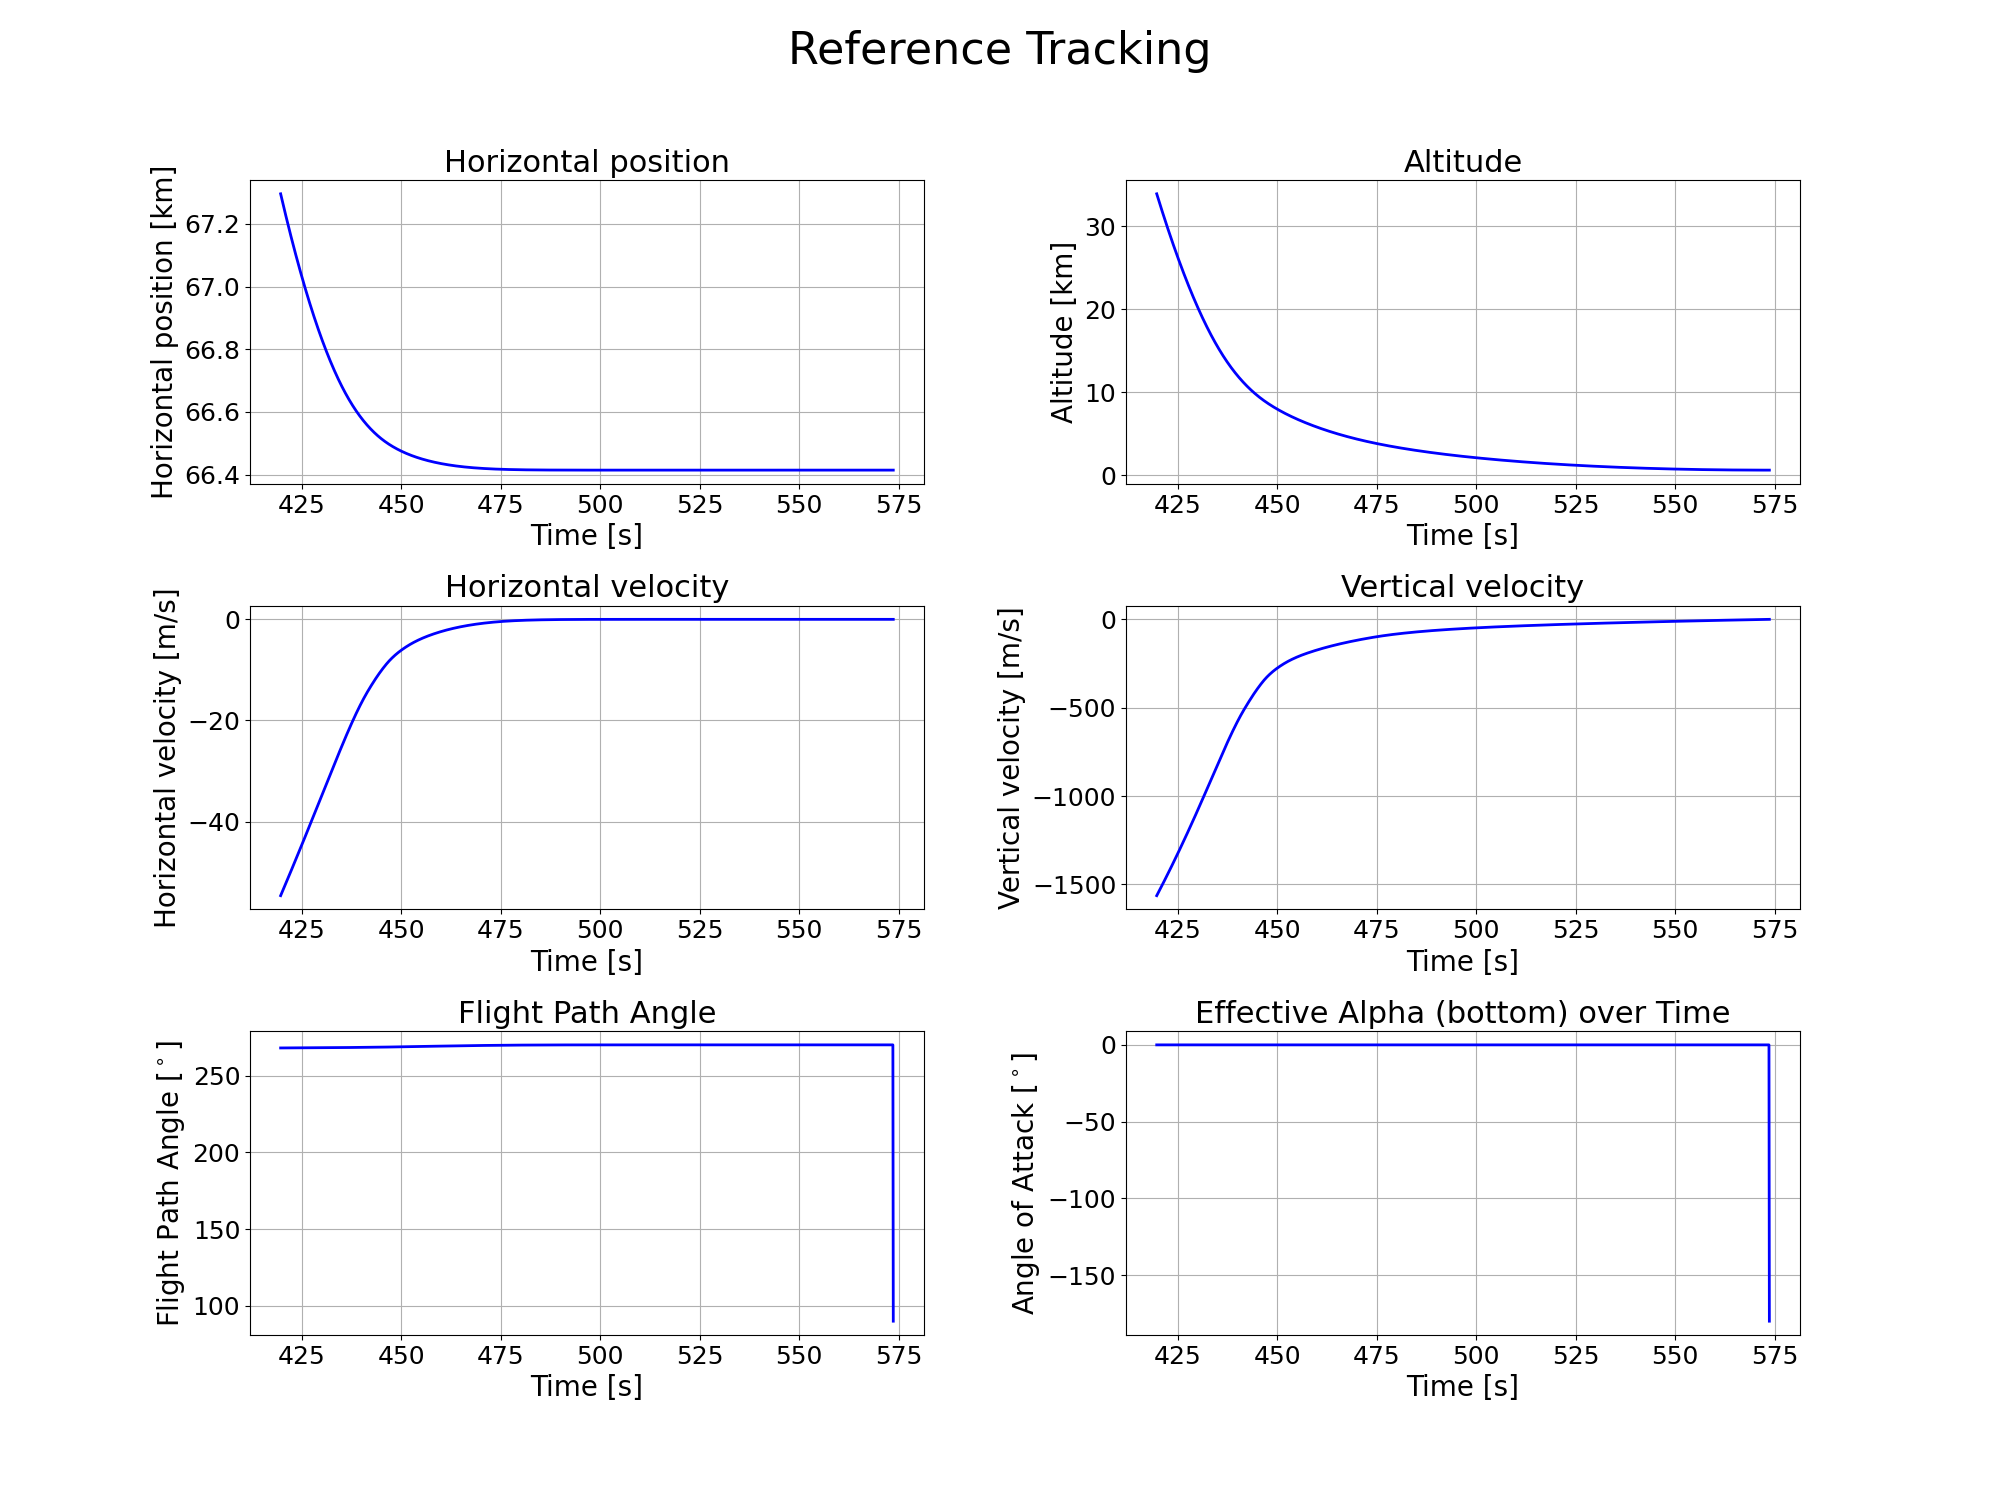 Reference Tracking
Horizontal position
Horizontal position [km]
67.2
67.0
66.8
66.6
66.4
425 450 475 500 525 550 575
Time [s]
Altitude
Altitude [km]
30
20
10
0
425 450 475 500 525 550 575
Time [s]
Horizontal velocity
Horizontal velocity [m/s]
0
−20
−40
425 450 475 500 525 550 575
Time [s]
Vertical velocity
Vertical velocity [m/s]
0
−500
−1000
−1500
425 450 475 500 525 550 575
Time [s]
Flight Path Angle
Flight Path Angle [°]
250
200
150
100
425 450 475 500 525 550 575
Time [s]
Effective Alpha (bottom) over Time
Angle of Attack [°]
0
−50
−100
−150
425 450 475 500 525 550 575
Time [s]